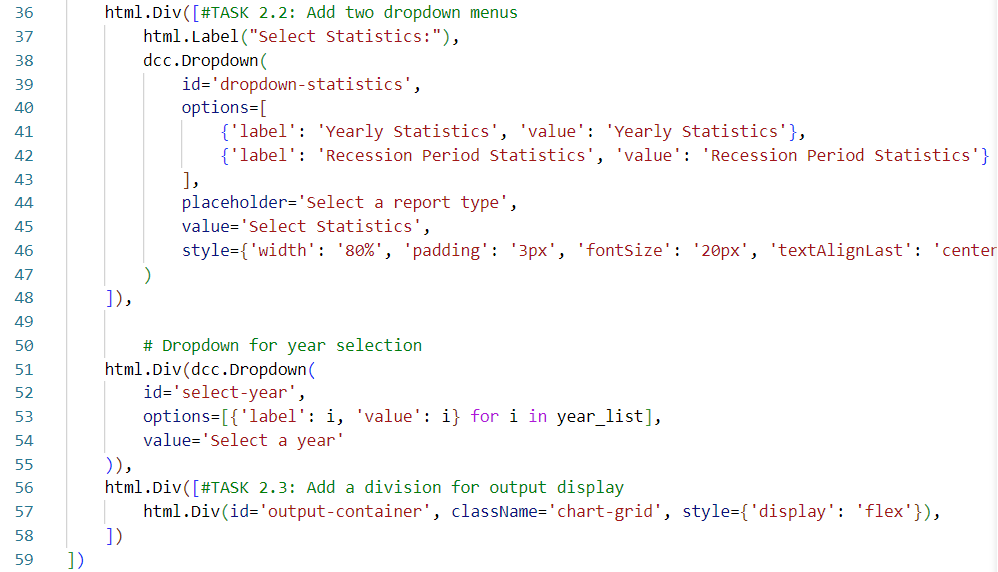 36 html.Div([#TASK 2.2: Add two dropdown menus
37 html.Label("Select Statistics:"),
38 dcc.Dropdown(
39 id='dropdown-statistics',
40 options=[
41 {'label': 'Yearly Statistics', 'value': 'Yearly Statistics'},
42 {'label': 'Recession Period Statistics', 'value': 'Recession Period Statistics'}
43 ],
44 placeholder='Select a report type',
45 value='Select Statistics',
46 style={'width': '80%', 'padding': '3px', 'fontSize': '20px', 'textAlignLast': 'center
47 )
48 ]),
49
50 # Dropdown for year selection
51 html.Div(dcc.Dropdown(
52 id='select-year',
53 options=[{'label': i, 'value': i} for i in year_list],
54 value='Select a year'
55 )),
56 html.Div([#TASK 2.3: Add a division for output display
57 html.Div(id='output-container', className='chart-grid', style={'display': 'flex'}),
58 ])
59 ])